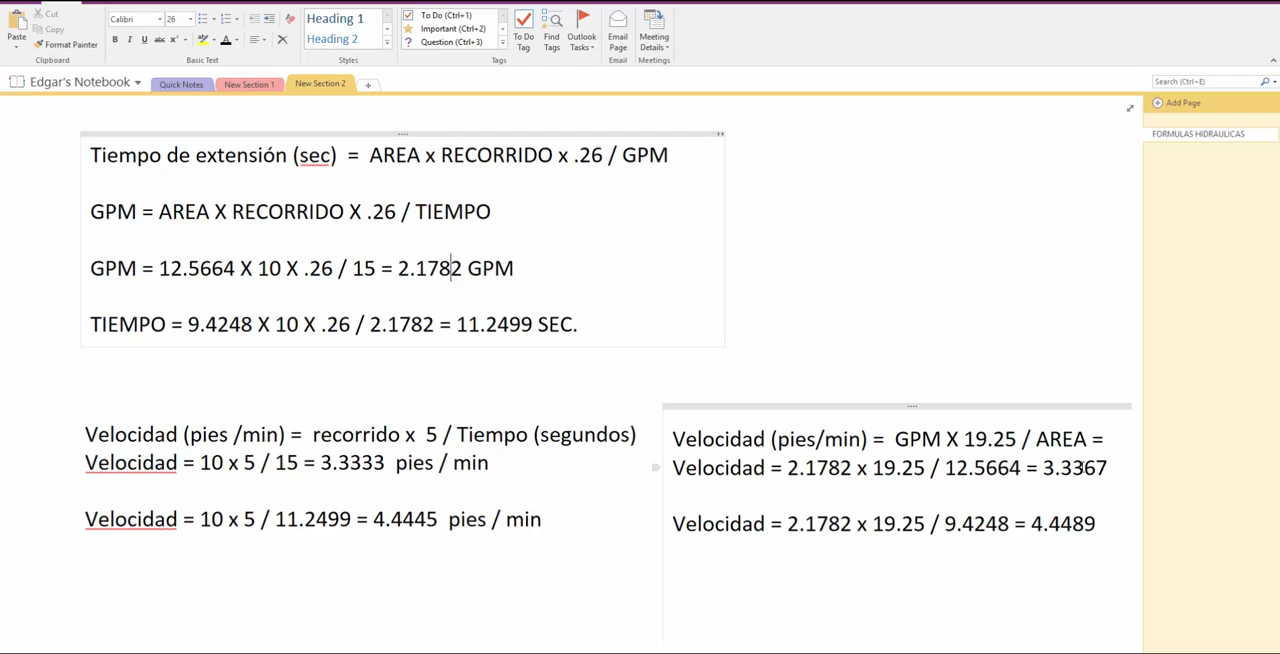 Cut
Copy
Format Painter
Paste
Clipboard
Calibri 26
B I U abc x² A
Basic Text
Heading 1
Heading 2
Styles
To Do (Ctrl+1)
Important (Ctrl+2)
? Question (Ctrl+3)
To Do Tag
Find Tags
Outlook Tasks
Tags
Email Page
Email
Meeting Details
Meetings
Edgar's Notebook
Quick Notes
New Section 1
New Section 2
Search (Ctrl+E)
Add Page
FORMULAS HIDRAULICAS
Tiempo de extensión (sec) = AREA x RECORRIDO x .26 / GPM
GPM = AREA X RECORRIDO X .26 / TIEMPO
GPM = 12.5664 X 10 X .26 / 15 = 2.1782 GPM
TIEMPO = 9.4248 X 10 X .26 / 2.1782 = 11.2499 SEC.
Velocidad (pies /min) = recorrido x 5 / Tiempo (segundos)
Velocidad = 10 x 5 / 15 = 3.3333 pies / min
Velocidad = 10 x 5 / 11.2499 = 4.4445 pies / min
Velocidad (pies/min) = GPM X 19.25 / AREA =
Velocidad = 2.1782 x 19.25 / 12.5664 = 3.3367
Velocidad = 2.1782 x 19.25 / 9.4248 = 4.4489